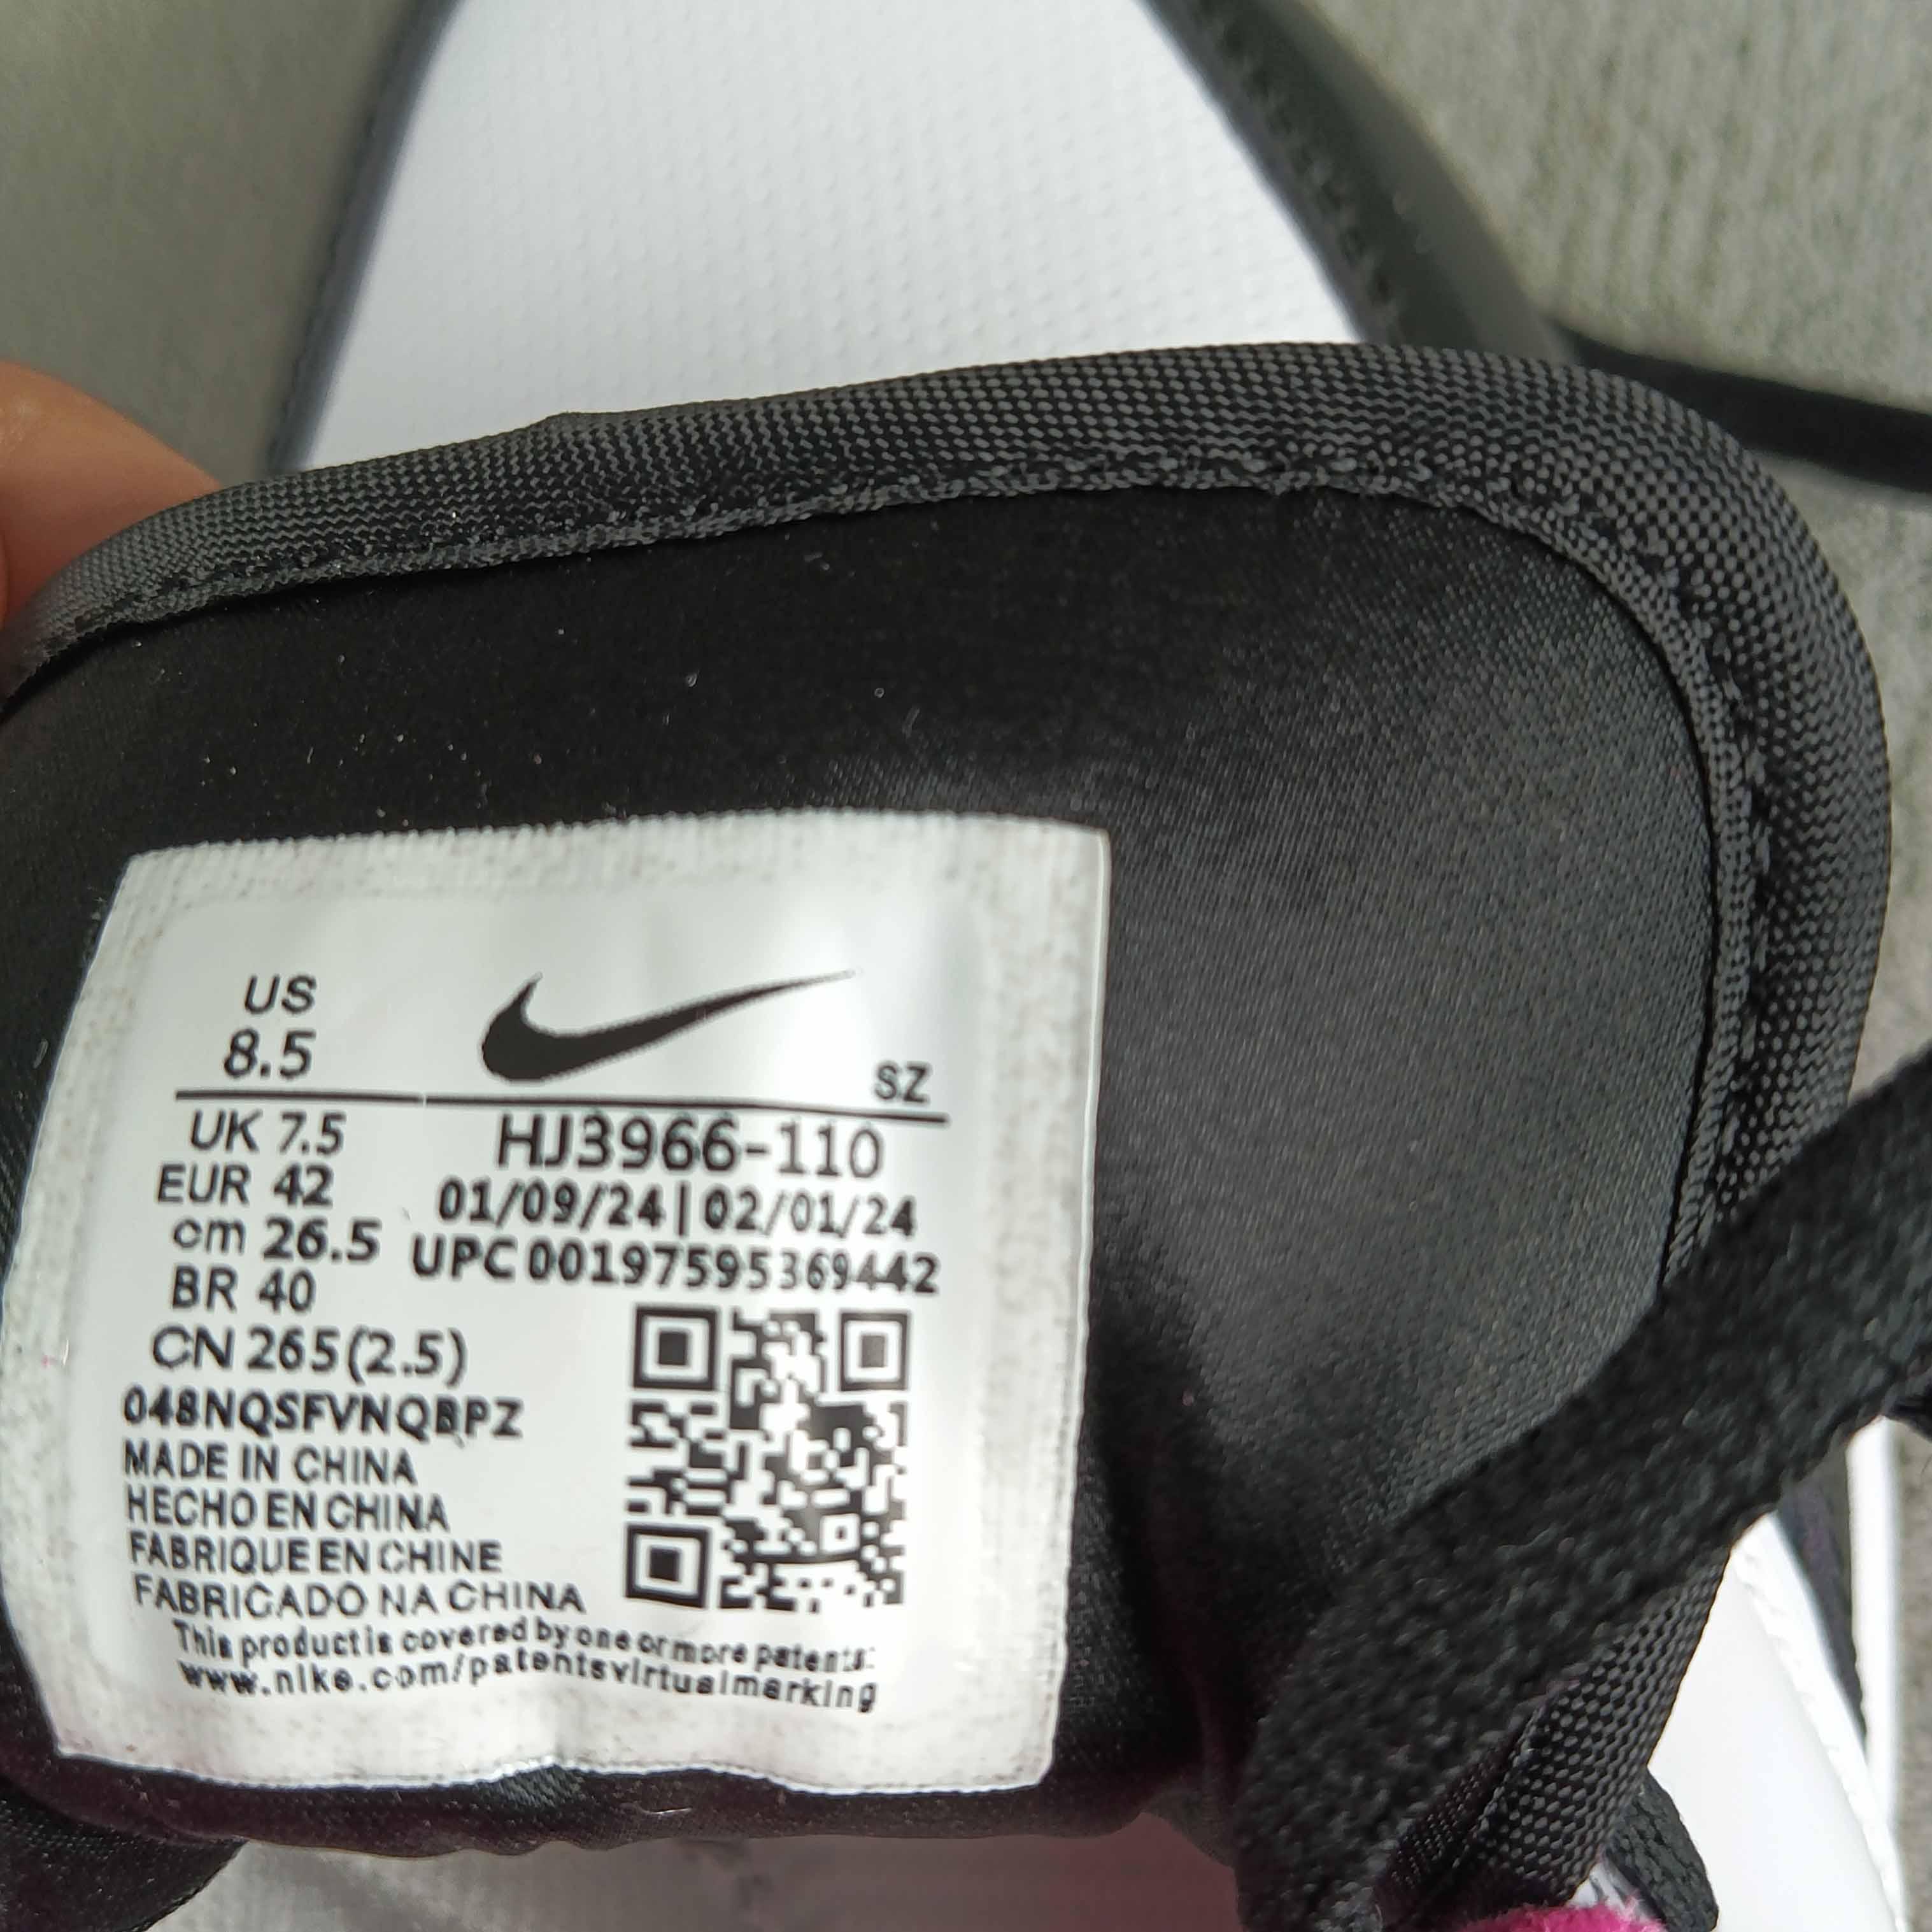 US
8.5
SZ
UK 7.5
HJ3966-110
EUR 42
01/09/24|02/01/24
cm 26.5
UPC 00197595369442
BR 40
CN 265(2.5)
048NQSFVNQBPZ
MADE IN CHINA
HECHO EN CHINA
FABRIQUE EN CHINE
FABRICADO NA CHINA
This product is covered by one or more patents:
www.nike.com/patentsvirtualmarking